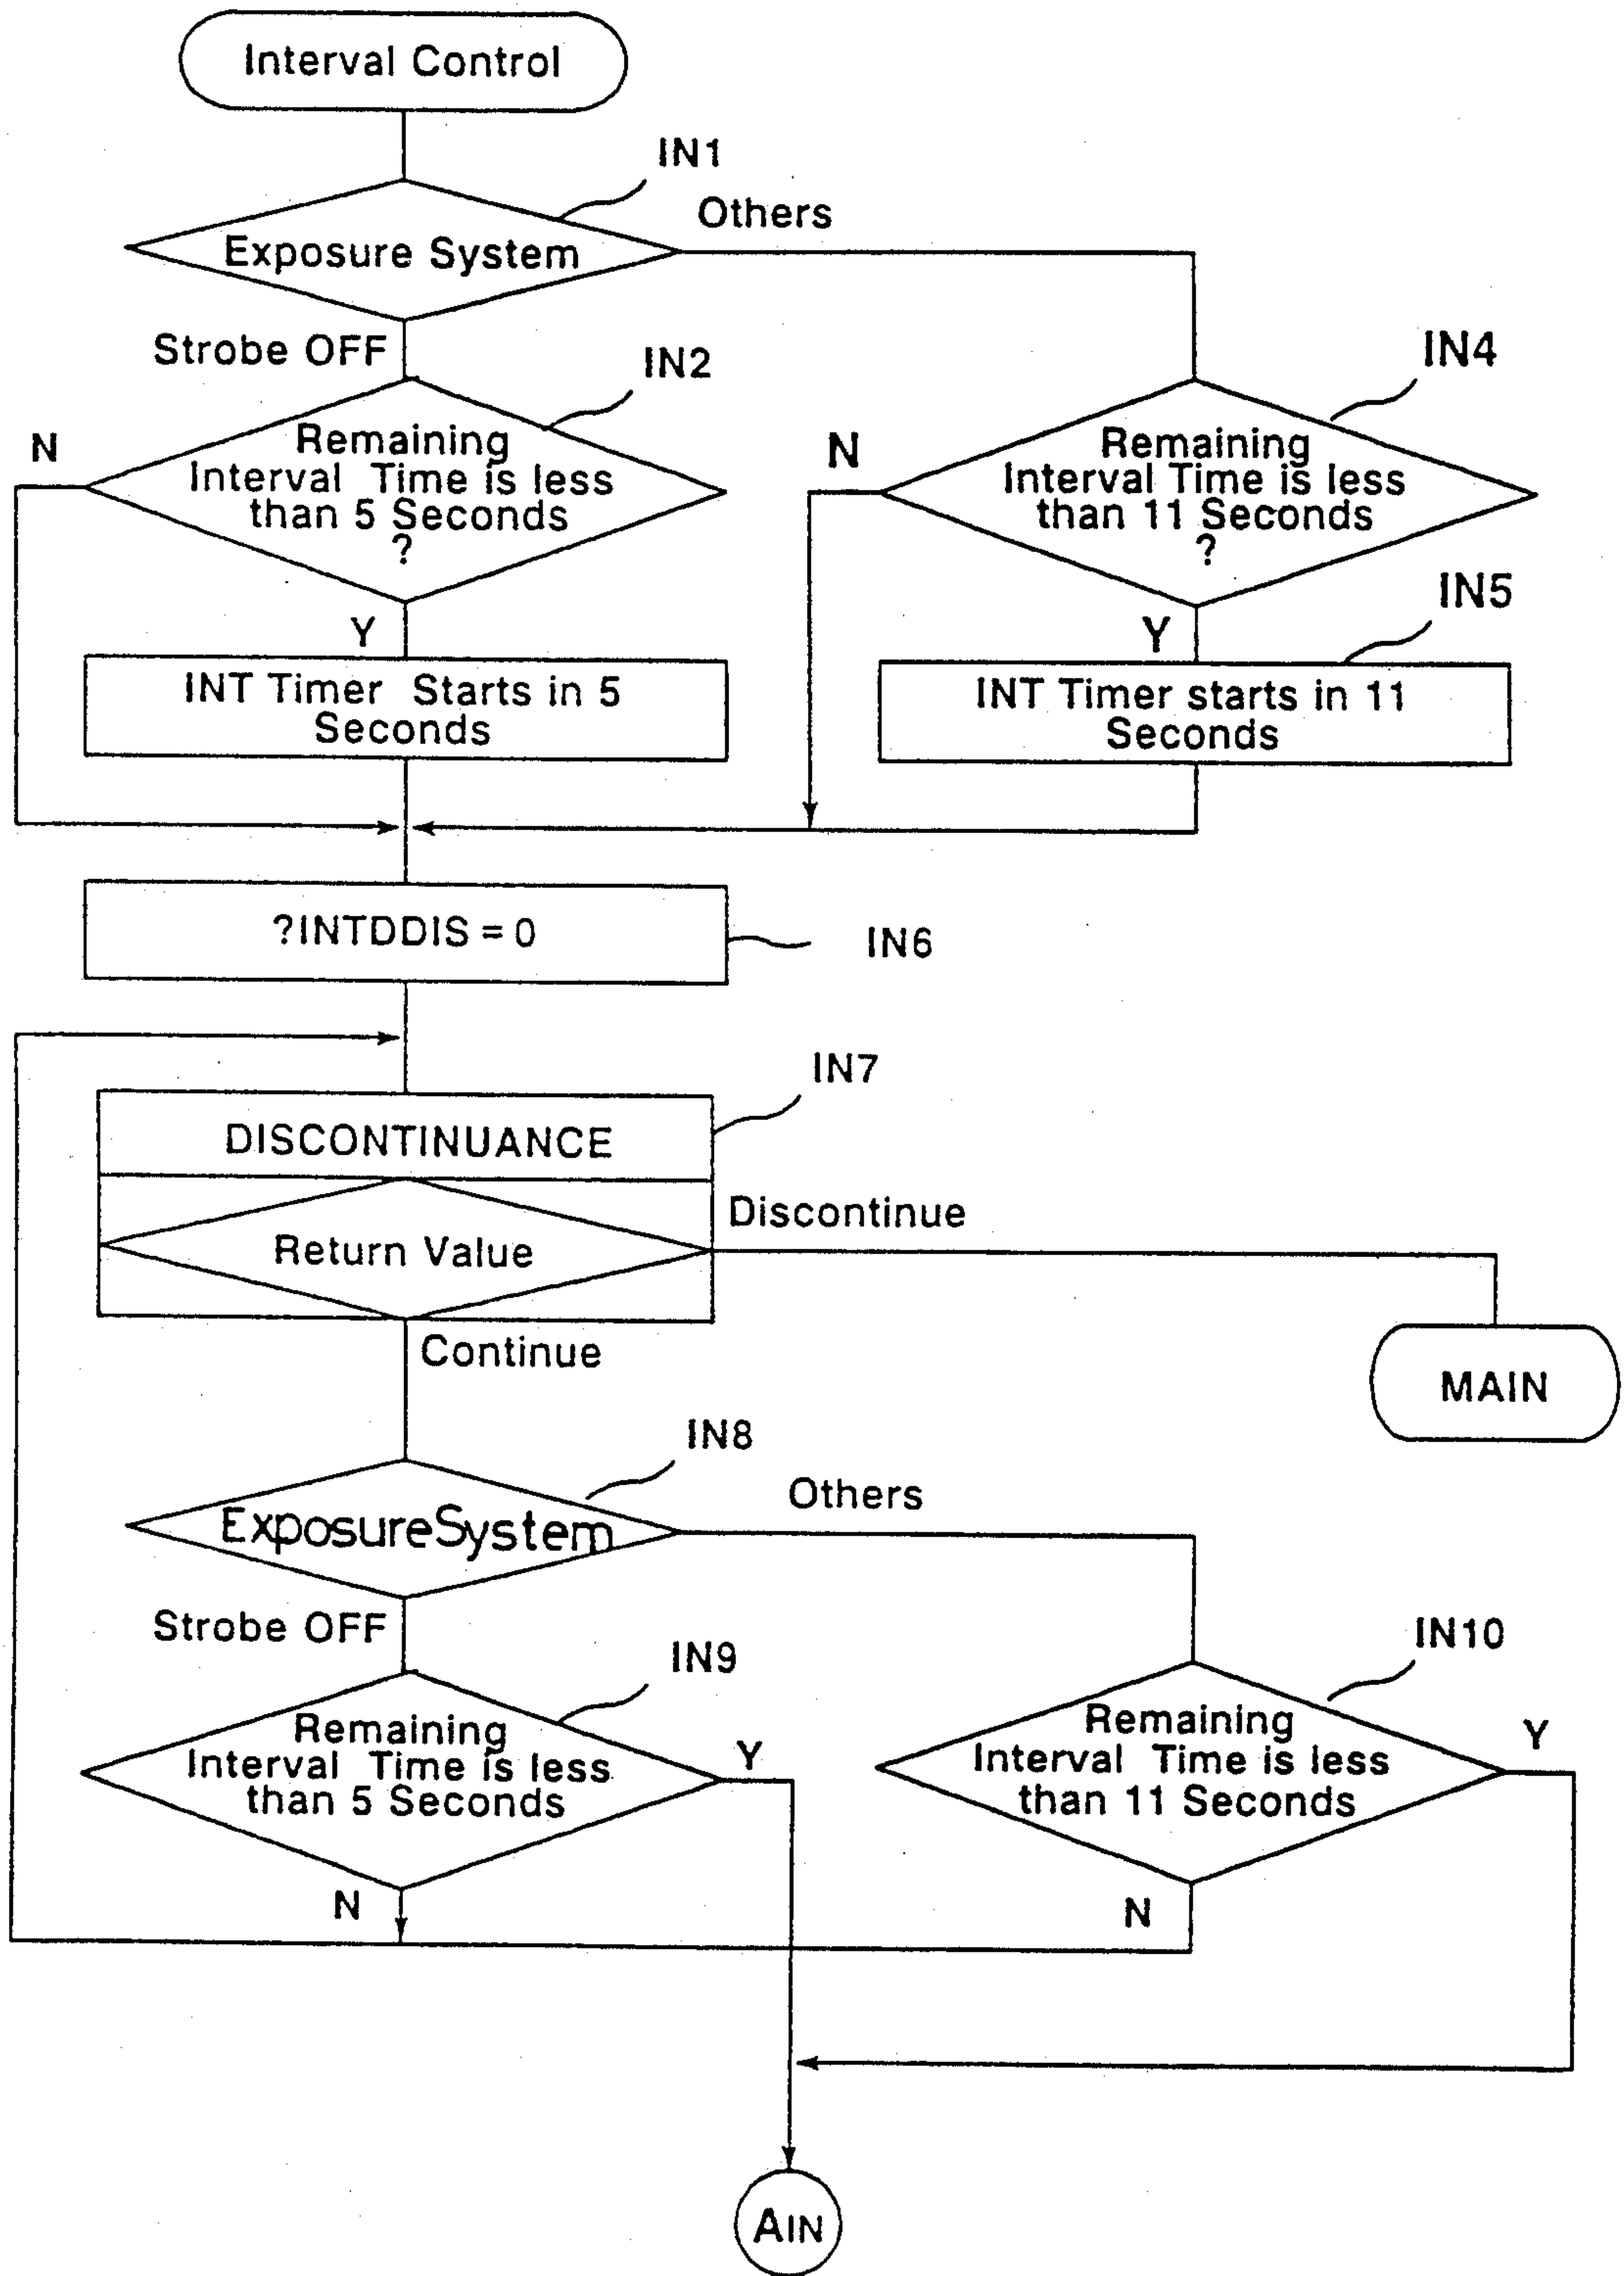 Interval Control
IN1
Others
Exposure System
Strobe OFF
IN2
IN4
N
Remaining
Interval Time is less
than 5 Seconds
?
N
Remaining
Interval Time is less
than 11 Seconds
?
Y
IN5
Y
INT Timer Starts in 5
Seconds
INT Timer starts in 11
Seconds
?INTDDIS = 0
IN6
IN7
DISCONTINUANCE
Discontinue
Return Value
Continue
MAIN
IN8
Others
ExposureSystem
Strobe OFF
IN9
IN10
Remaining
Interval Time is less
than 5 Seconds
Y
Remaining
Interval Time is less
than 11 Seconds
Y
N
N
AIN